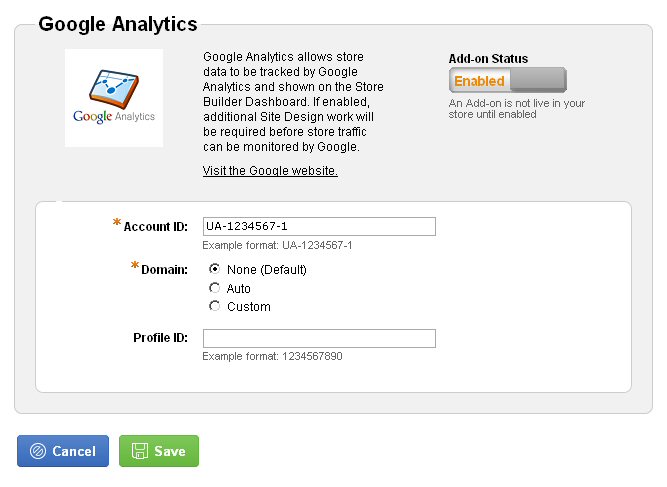 Google Analytics
Google Analytics
Google Analytics allows store
data to be tracked by Google
Analytics and shown on the Store
Builder Dashboard. If enabled,
additional Site Design work will
be required before store traffic
can be monitored by Google.
Visit the Google website.
Add-on Status
Enabled
An Add-on is not live in your
store until enabled
* Account ID: UA-1234567-1
Example format: UA-1234567-1
* Domain: None (Default)
Auto
Custom
Profile ID:
Example format: 1234567890
Cancel Save